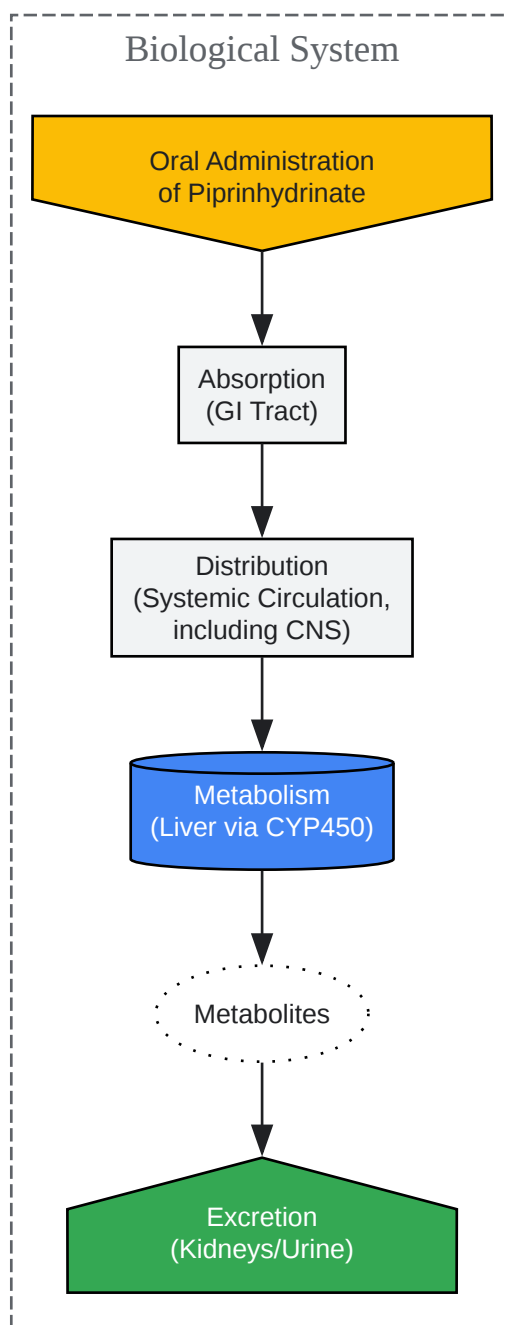 Biological System
Oral Administration
of Piprinhydrinate
Absorption
(GI Tract)
Distribution
(Systemic Circulation,
including CNS)
Metabolism
(Liver via CYP450)
Metabolites
Excretion
(Kidneys/Urine)